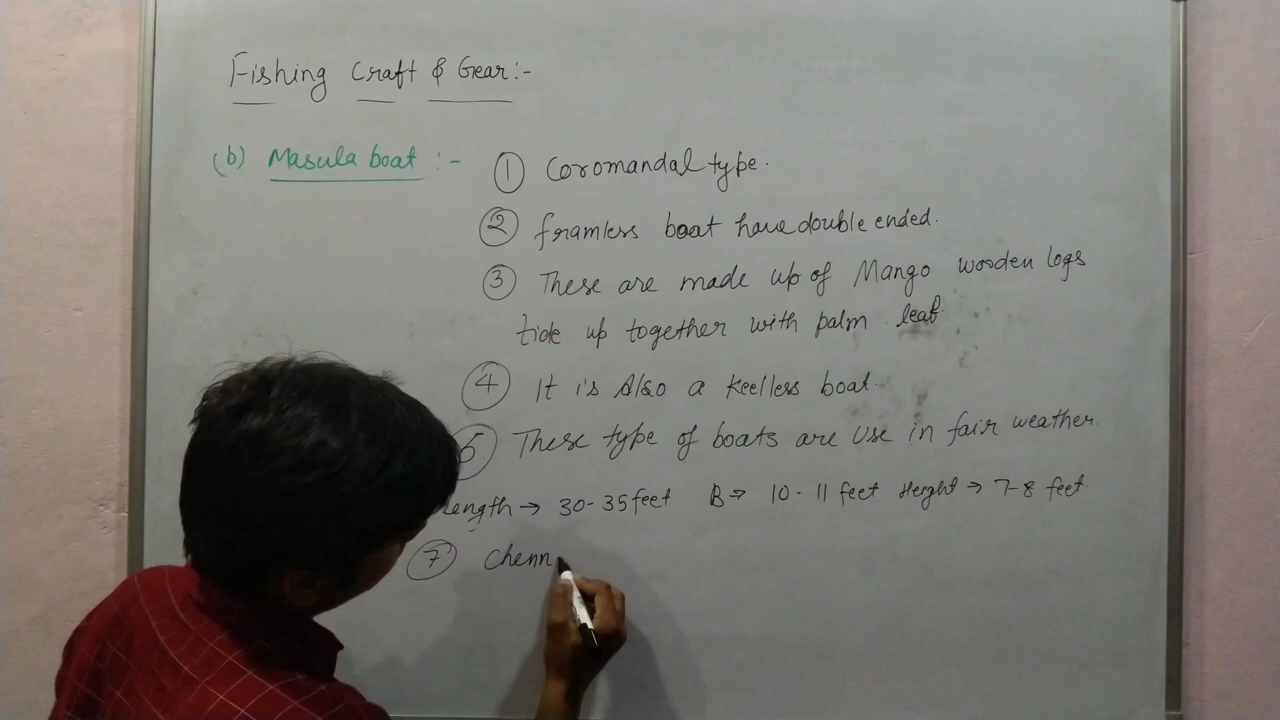 Fishing Craft & Gear:-
(b) Masula boat :- ① Coromandal type.
② framless boat have double ended.
③ These are made up of Mango wooden logs
tide up together with palm leaf.
④ It is Also a Keelless boat.
⑤ These type of boats are Use in fair weather.
Length → 30-35 feet B → 10-11 feet Height → 7-8 feet.
⑦ Chenn